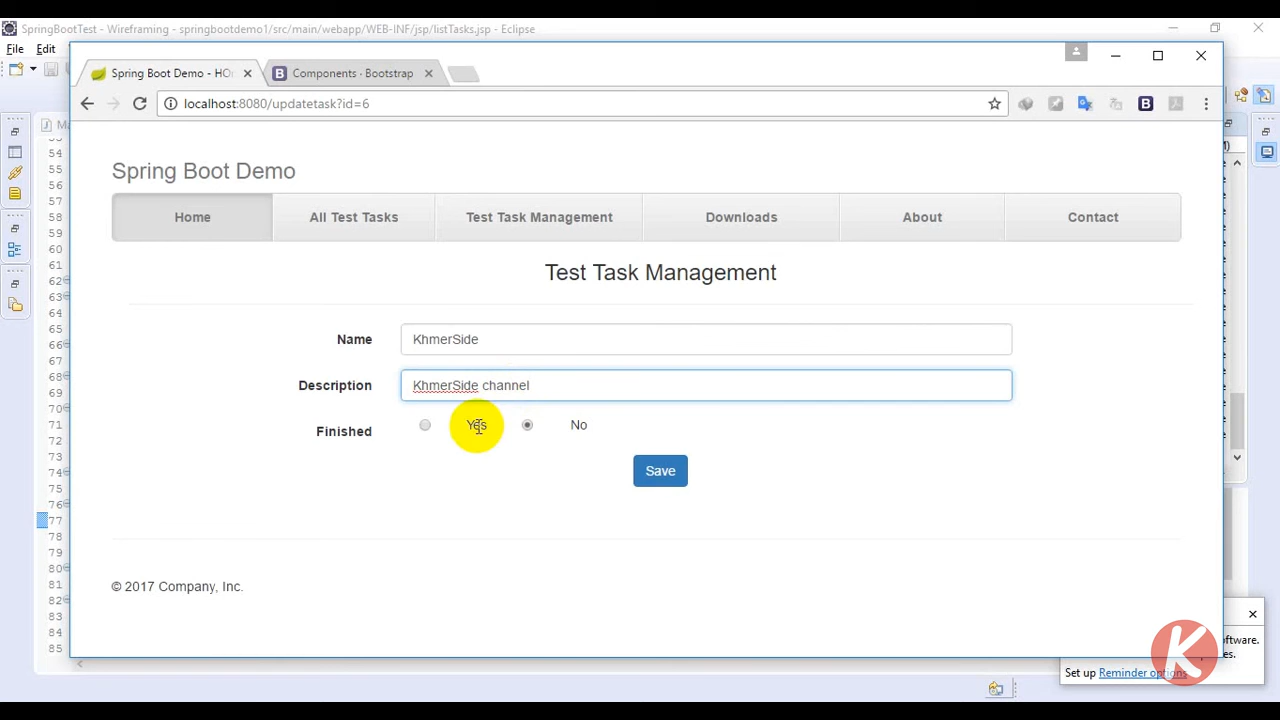 SpringBootTest - Wireframing - springbootdemo1/src/main/webapp/WEB-INF/jsp/listTasks.jsp - Eclipse
File Edit
Spring Boot Demo - HO
Components · Bootstrap
localhost:8080/updatetask?id=6
B
Spring Boot Demo
Home
All Test Tasks
Test Task Management
Downloads
About
Contact
Test Task Management
Name
KhmerSide
Description
KhmerSide channel
Finished
Yes
No
Save
© 2017 Company, Inc.
54
55
56
57
58
59
60
61
62
63
64
65
66
67
68
69
70
71
72
73
74
75
76
77
78
79
80
81
82
83
84
85
Set up Reminder options
K